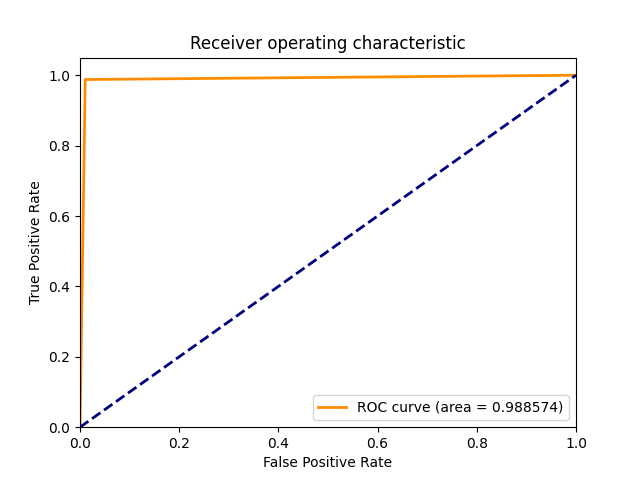 Receiver operating characteristic
True Positive Rate
1.0
0.8
0.6
0.4
0.2
0.0
ROC curve (area = 0.988574)
0.0 0.2 0.4 0.6 0.8 1.0
False Positive Rate